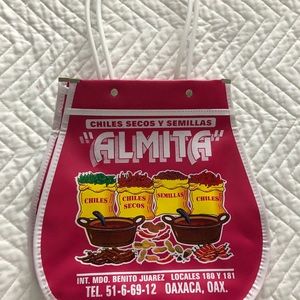 CHILES SECOS Y SEMILLAS
"ALMITA"
CHILES
CHILES SECOS
SEMILLAS
CHILES
INT. MDO. BENITO JUAREZ LOCALES 180 Y 181
TEL. 51-6-69-12 OAXACA, OAX.